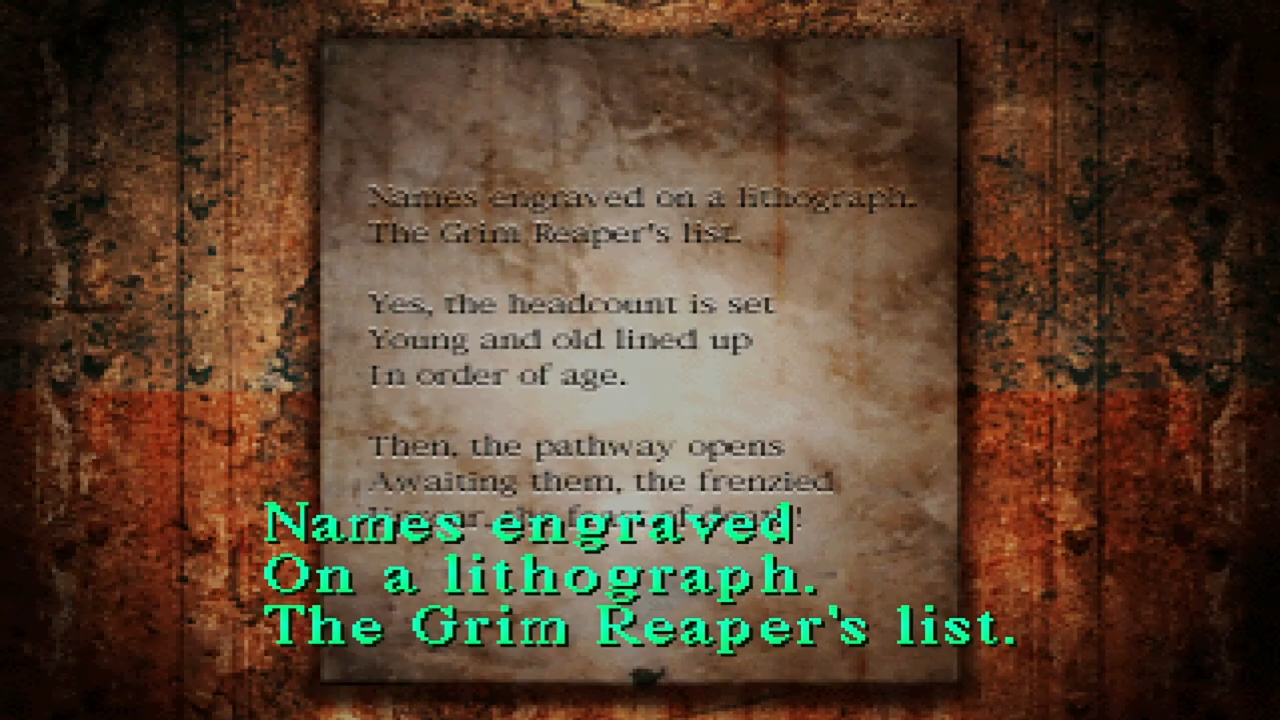 Names engraved on a lithograph.
The Grim Reaper's list.
Yes, the headcount is set
Young and old lined up
In order of age.
Then, the pathway opens
Awaiting them, the frenzied
Names engraved
On a lithograph.
The Grim Reaper's list.